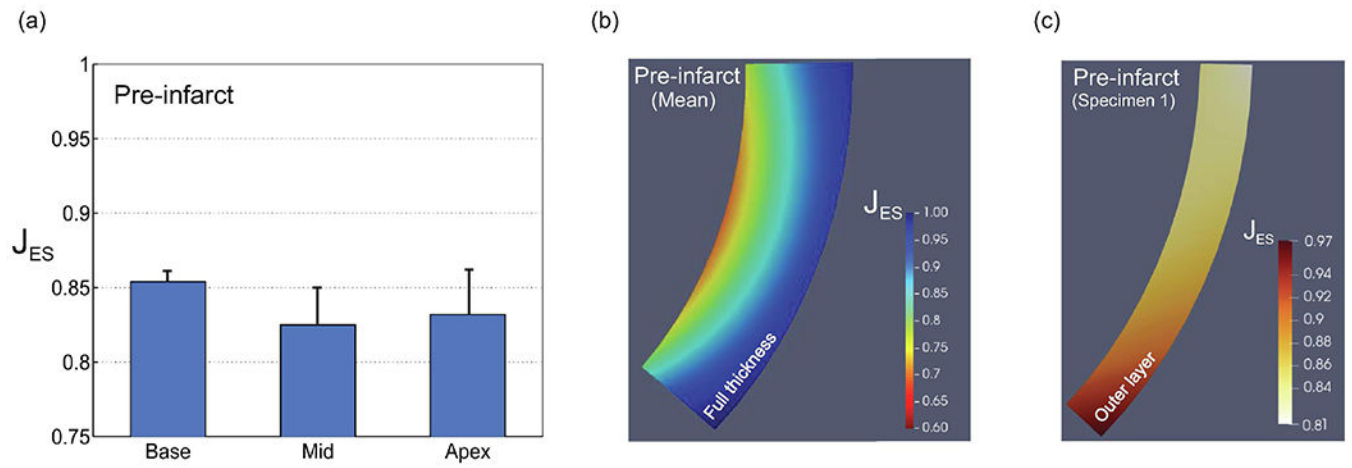 (a)
(b)
(c)
1
0.95
0.9
0.85
0.8
0.75
J_ES
Pre-infarct
Base
Mid
Apex
Pre-infarct
(Mean)
J_ES
1.00
0.95
0.9
0.85
0.8
0.75
0.7
0.65
0.60
Full thickness
Pre-infarct
(Specimen 1)
J_ES
0.97
0.94
0.92
0.9
0.88
0.86
0.84
0.81
Outer layer